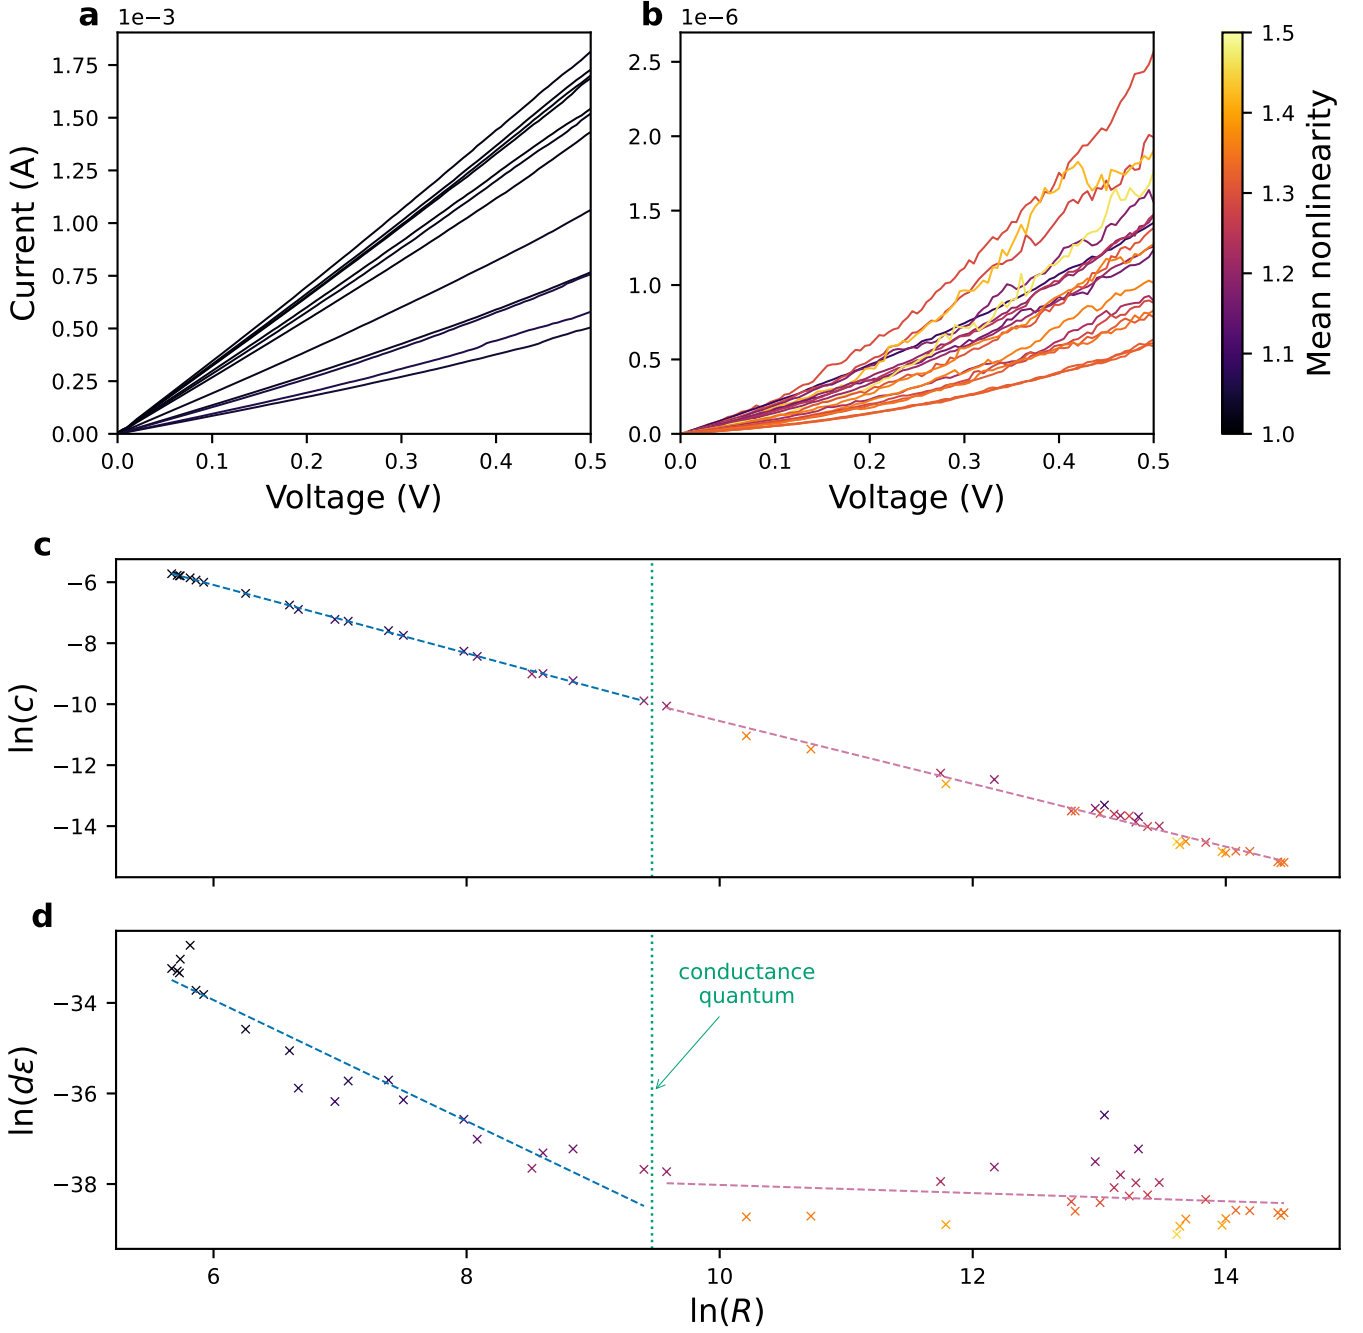 a
1e−3
b
1e−6
Current (A)
1.75
1.50
1.25
1.00
0.75
0.50
0.25
0.00
0.0 0.1 0.2 0.3 0.4 0.5
Voltage (V)
2.5
2.0
1.5
1.0
0.5
0.0
0.0 0.1 0.2 0.3 0.4 0.5
Voltage (V)
1.5
1.4
1.3
1.2
1.1
1.0
Mean nonlinearity
c
ln(c)
−6
−8
−10
−12
−14
d
ln(dε)
−34
−36
−38
conductance
quantum
6 8 10 12 14
ln(R)